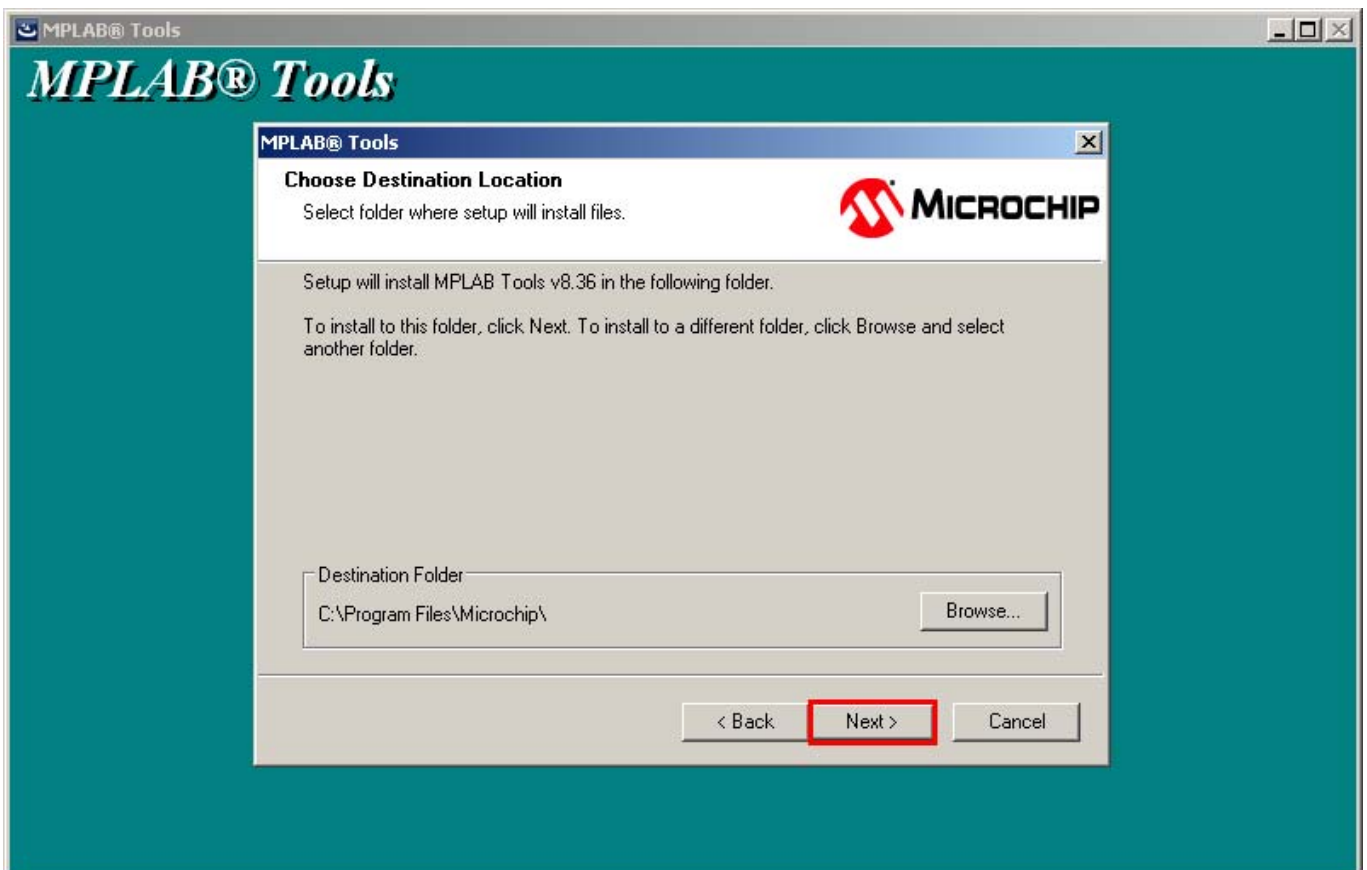 MPLAB® Tools
MPLAB® Tools
MPLAB® Tools
Choose Destination Location
Select folder where setup will install files.
MICROCHIP
Setup will install MPLAB Tools v8.36 in the following folder.
To install to this folder, click Next. To install to a different folder, click Browse and select
another folder.
Destination Folder
C:\Program Files\Microchip\
Browse...
< Back
Next >
Cancel